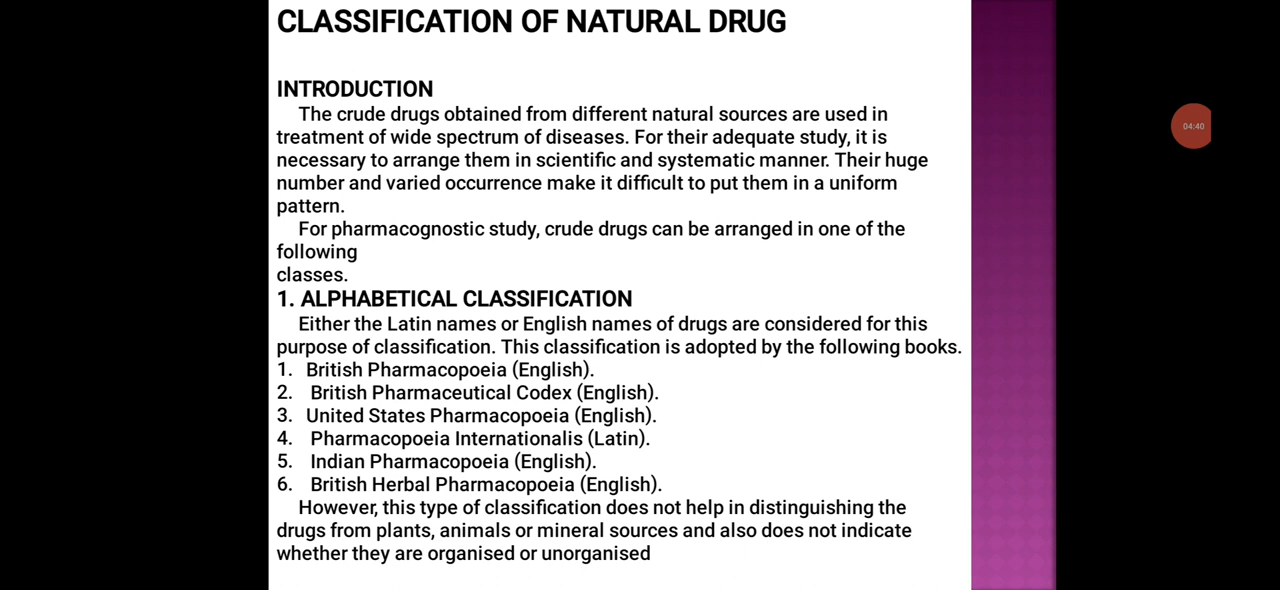 CLASSIFICATION OF NATURAL DRUG
INTRODUCTION
The crude drugs obtained from different natural sources are used in
treatment of wide spectrum of diseases. For their adequate study, it is
necessary to arrange them in scientific and systematic manner. Their huge
number and varied occurrence make it difficult to put them in a uniform
pattern.
For pharmacognostic study, crude drugs can be arranged in one of the
following
classes.
1. ALPHABETICAL CLASSIFICATION
Either the Latin names or English names of drugs are considered for this
purpose of classification. This classification is adopted by the following books.
1. British Pharmacopoeia (English).
2. British Pharmaceutical Codex (English).
3. United States Pharmacopoeia (English).
4. Pharmacopoeia Internationalis (Latin).
5. Indian Pharmacopoeia (English).
6. British Herbal Pharmacopoeia (English).
However, this type of classification does not help in distinguishing the
drugs from plants, animals or mineral sources and also does not indicate
whether they are organised or unorganised
04:40